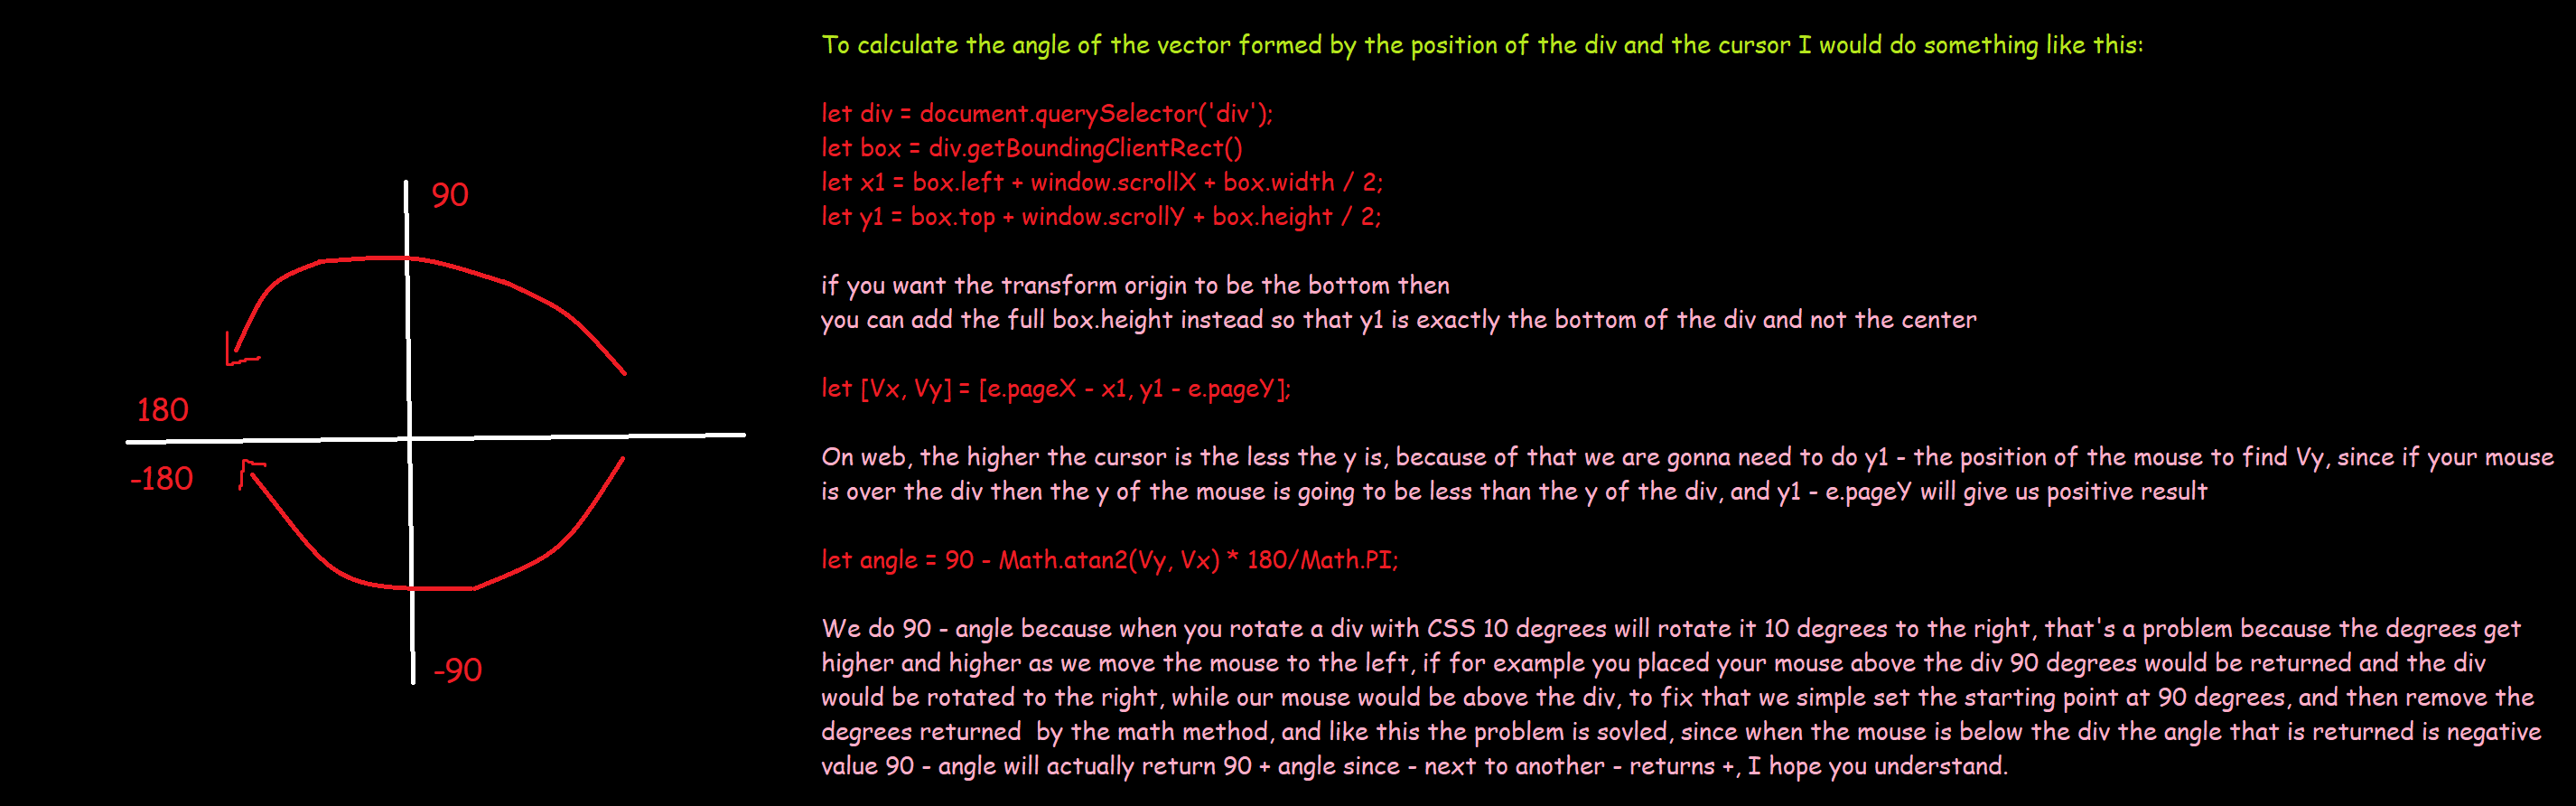 To calculate the angle of the vector formed by the position of the div and the cursor I would do something like this:
let div = document.querySelector('div');
let box = div.getBoundingClientRect()
let x1 = box.left + window.scrollX + box.width / 2;
let y1 = box.top + window.scrollY + box.height / 2;
if you want the transform origin to be the bottom then
you can add the full box.height instead so that y1 is exactly the bottom of the div and not the center
let [Vx, Vy] = [e.pageX - x1, y1 - e.pageY];
On web, the higher the cursor is the less the y is, because of that we are gonna need to do y1 - the position of the mouse to find Vy, since if your mouse
is over the div then the y of the mouse is going to be less than the y of the div, and y1 - e.pageY will give us positive result
let angle = 90 - Math.atan2(Vy, Vx) * 180/Math.PI;
We do 90 - angle because when you rotate a div with CSS 10 degrees will rotate it 10 degrees to the right, that's a problem because the degrees get
higher and higher as we move the mouse to the left, if for example you placed your mouse above the div 90 degrees would be returned and the div
would be rotated to the right, while our mouse would be above the div, to fix that we simple set the starting point at 90 degrees, and then remove the
degrees returned  by the math method, and like this the problem is sovled, since when the mouse is below the div the angle that is returned is negative
value 90 - angle will actually return 90 + angle since - next to another - returns +, I hope you understand.
90
180
-180
-90